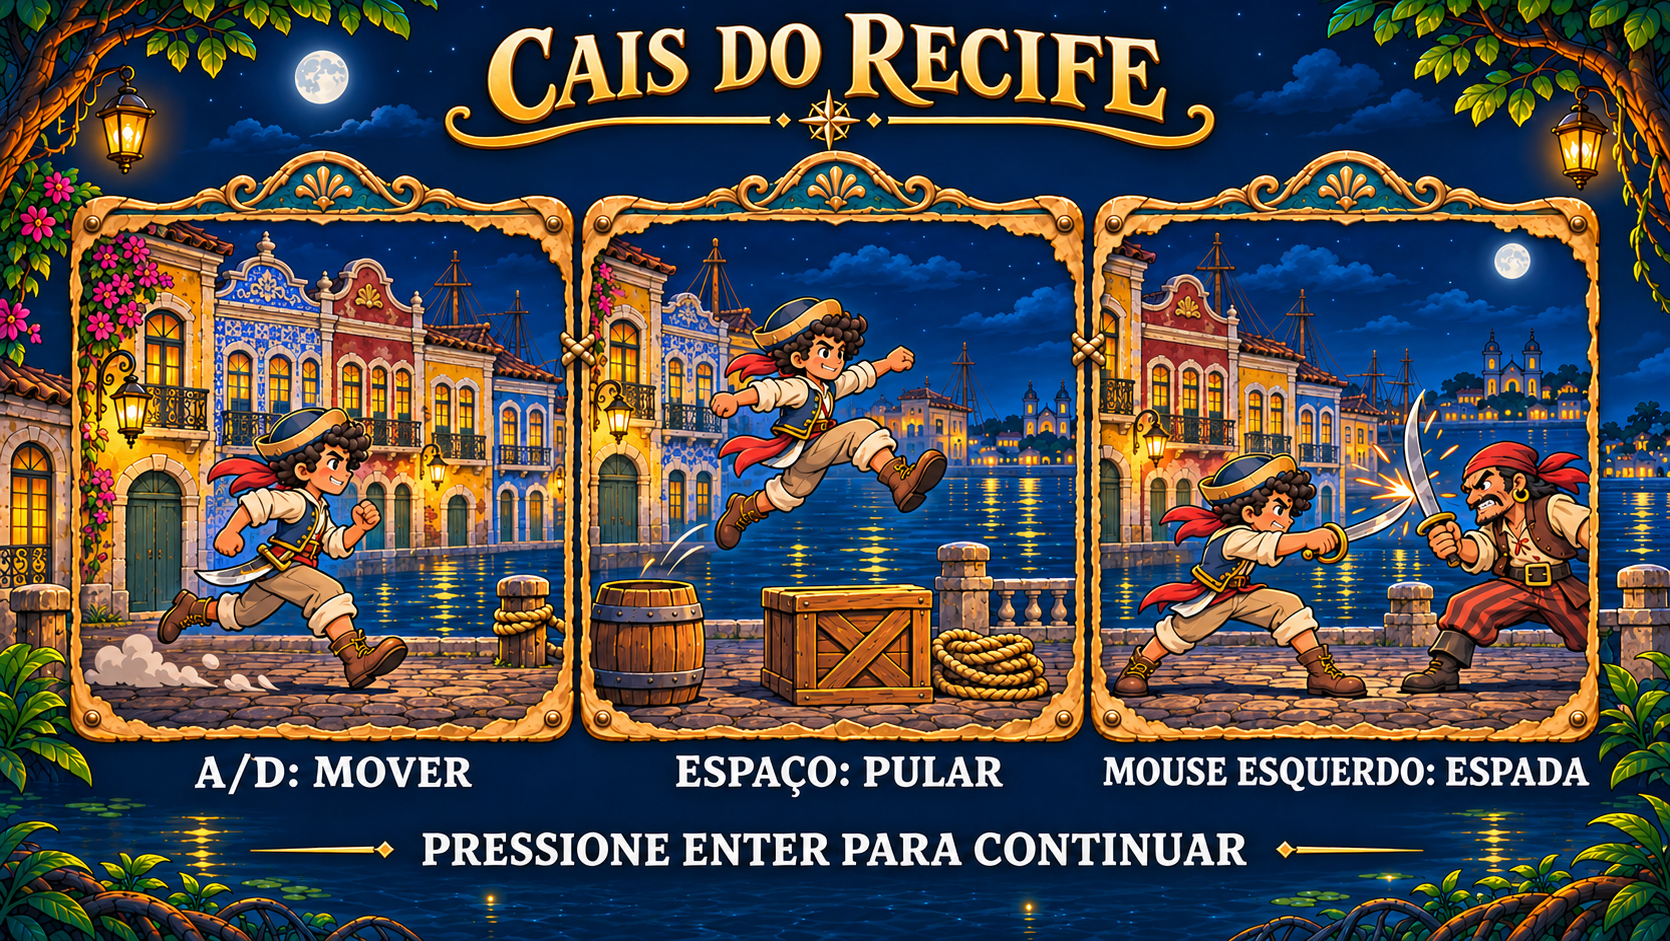 CAIS DO RECIFE
A/D: MOVER
ESPAÇO: PULAR
MOUSE ESQUERDO: ESPADA
PRESSIONE ENTER PARA CONTINUAR